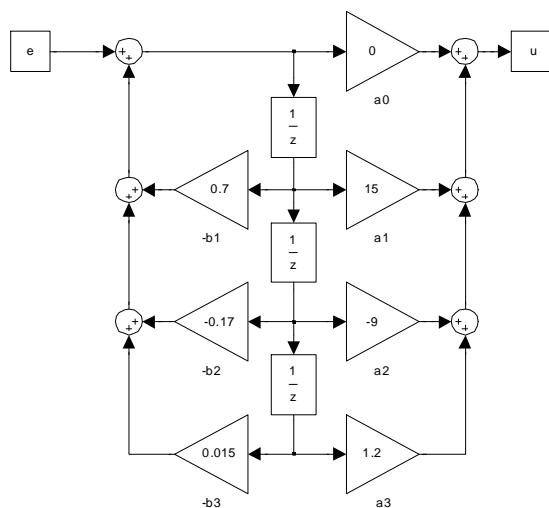 e
+
+
0
a0
+
+
u
1
z
+
+
0.7
-b1
15
a1
+
+
1
z
+
+
-0.17
-b2
-9
a2
+
+
1
z
0.015
-b3
1.2
a3